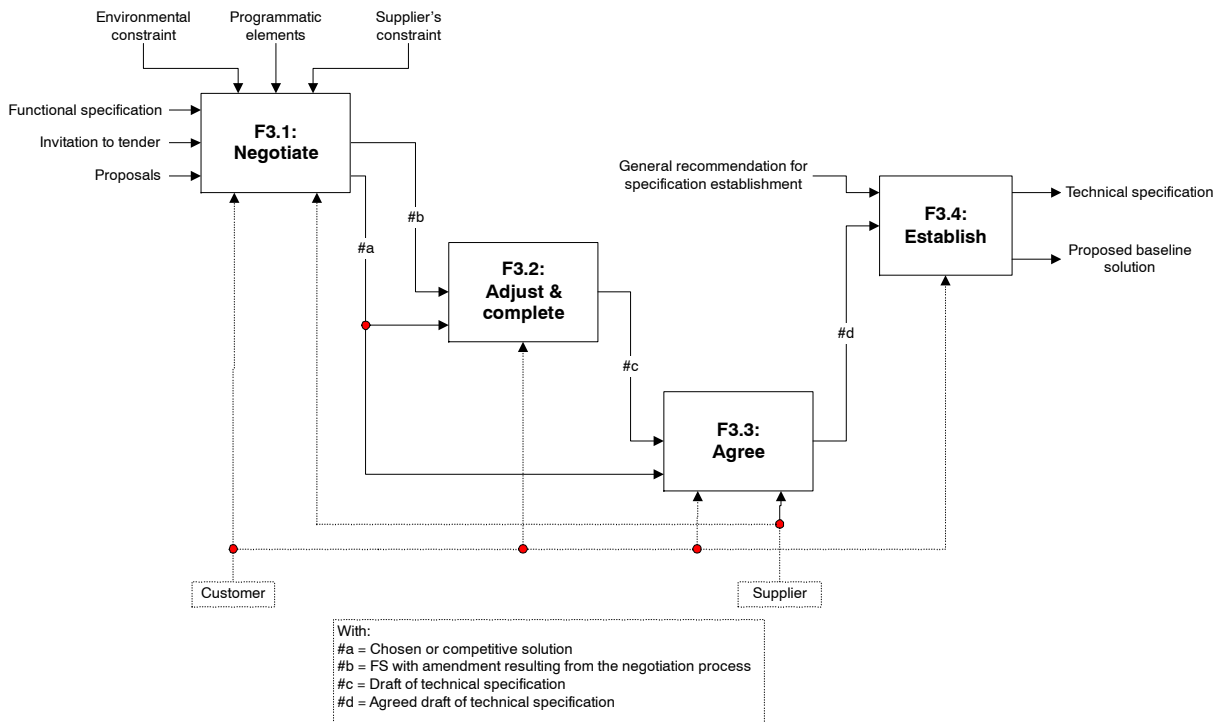 Environmental
constraint
Programmatic
elements
Supplier's
constraint
Functional specification
Invitation to tender
Proposals
F3.1:
Negotiate
#b
#a
F3.2:
Adjust &
complete
#c
F3.3:
Agree
General recommendation for
specification establishment
#d
F3.4:
Establish
Technical specification
Proposed baseline
solution
Customer
Supplier
With:
#a = Chosen or competitive solution
#b = FS with amendment resulting from the negotiation process
#c = Draft of technical specification
#d = Agreed draft of technical specification